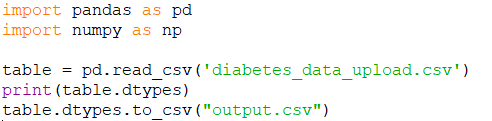 import pandas as pd
import numpy as np
table = pd.read_csv('diabetes_data_upload.csv')
print(table.dtypes)
table.dtypes.to_csv("output.csv")